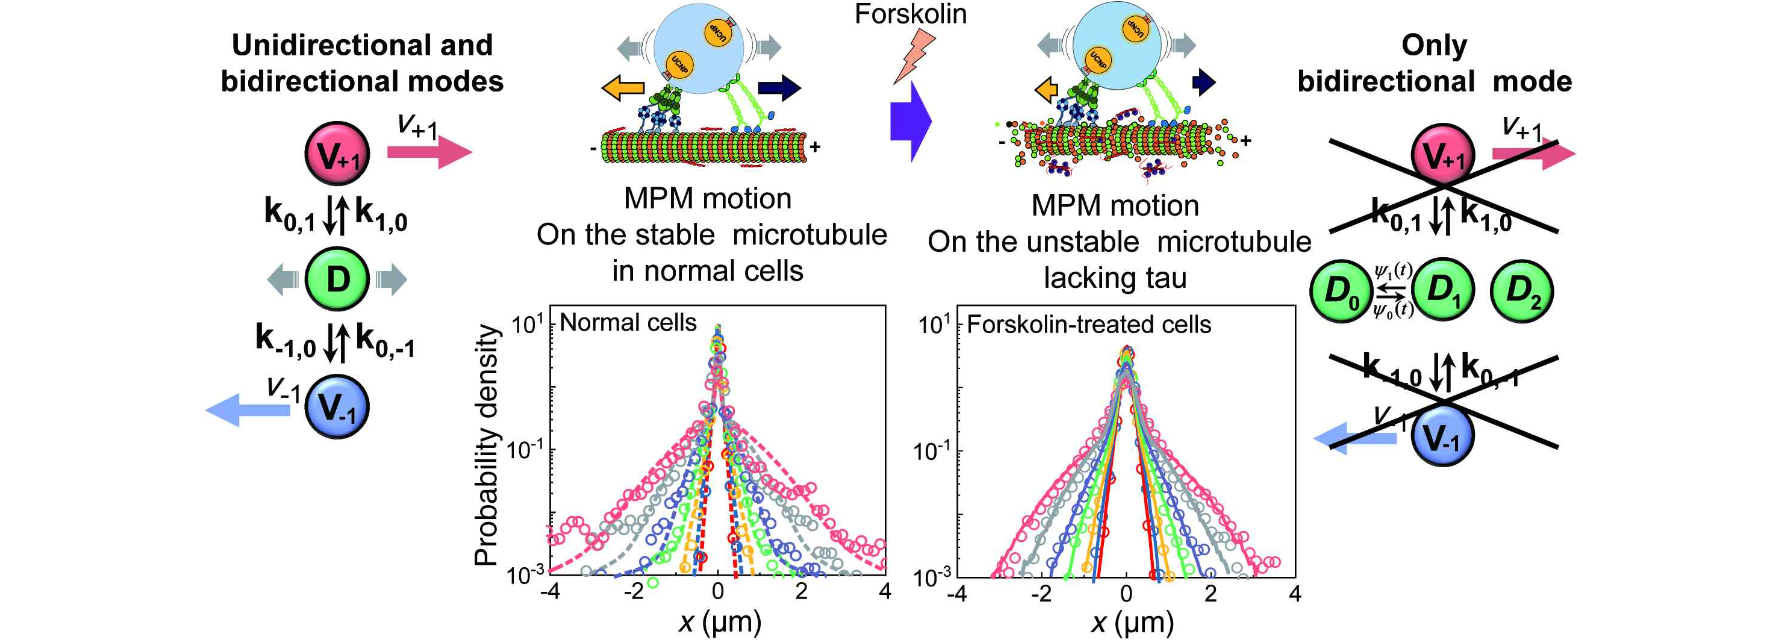 Unidirectional and
bidirectional modes
V+1
V+1
k0,1
k1,0
D
k-1,0
k0,-1
V-1
V-1
UCNP
UCNP
-
+
MPM motion
On the stable microtubule
in normal cells
Forskolin
UCNP
UCNP
-
+
MPM motion
On the unstable microtubule
lacking tau
Only
bidirectional mode
V+1
V+1
k0,1
k1,0
D0
ψ1(t)
ψ0(t)
D1
D2
k-1,0
k0,-1
V-1
V-1
Normal cells
Probability density
10^1
10^-1
10^-3
-4
-2
0
2
4
x (μm)
Forskolin-treated cells
10^1
10^-1
10^-3
-4
-2
0
2
4
x (μm)